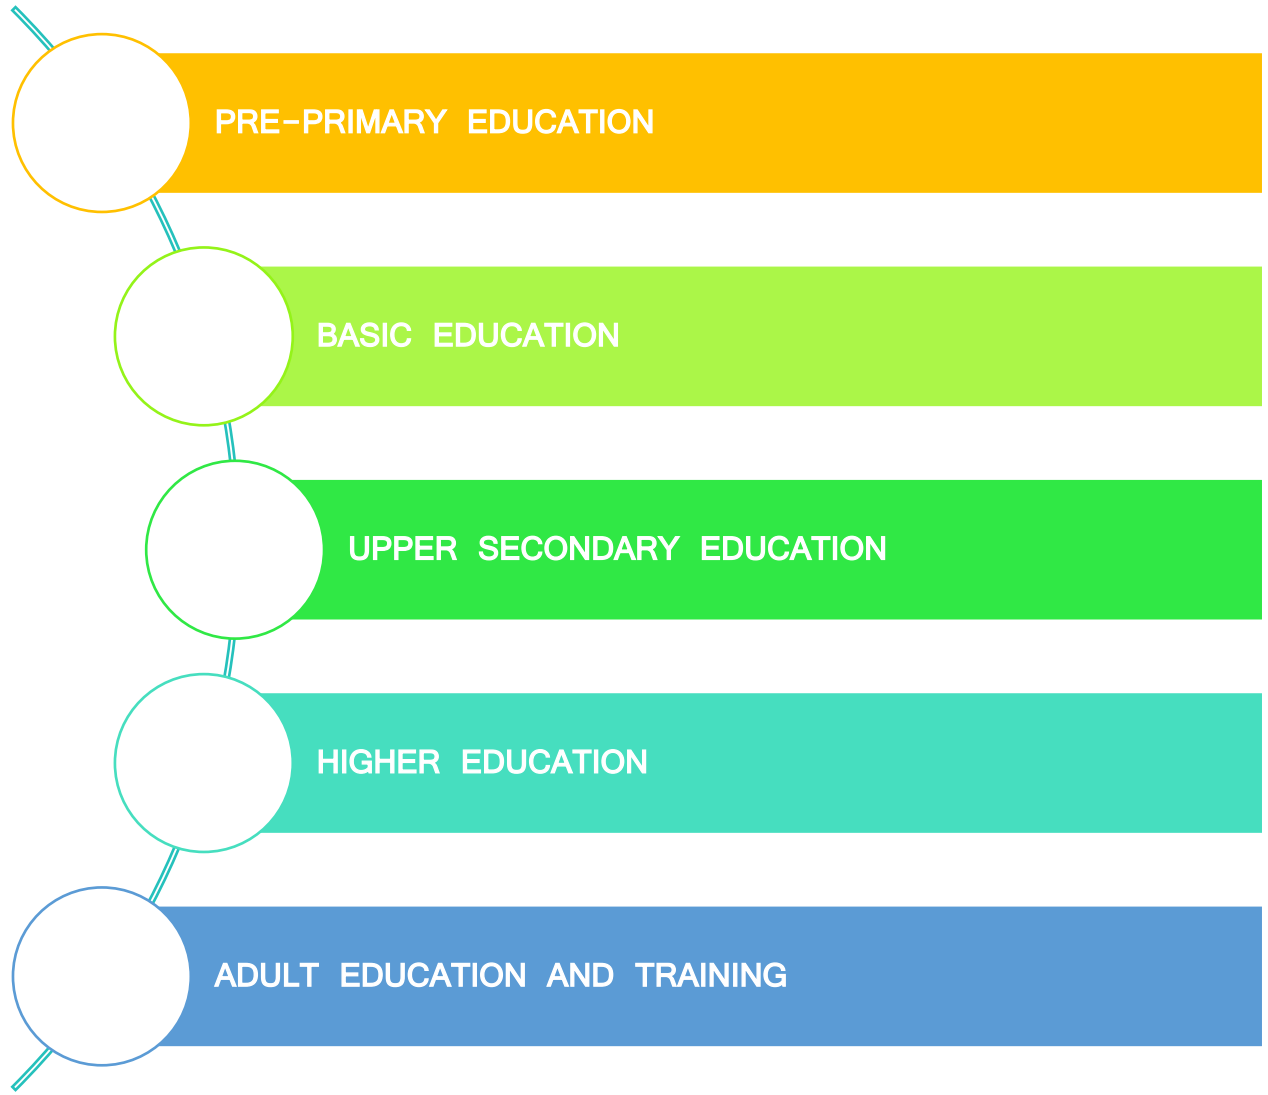 PRE-PRIMARY EDUCATION
BASIC EDUCATION
UPPER SECONDARY EDUCATION
HIGHER EDUCATION
ADULT EDUCATION AND TRAINING